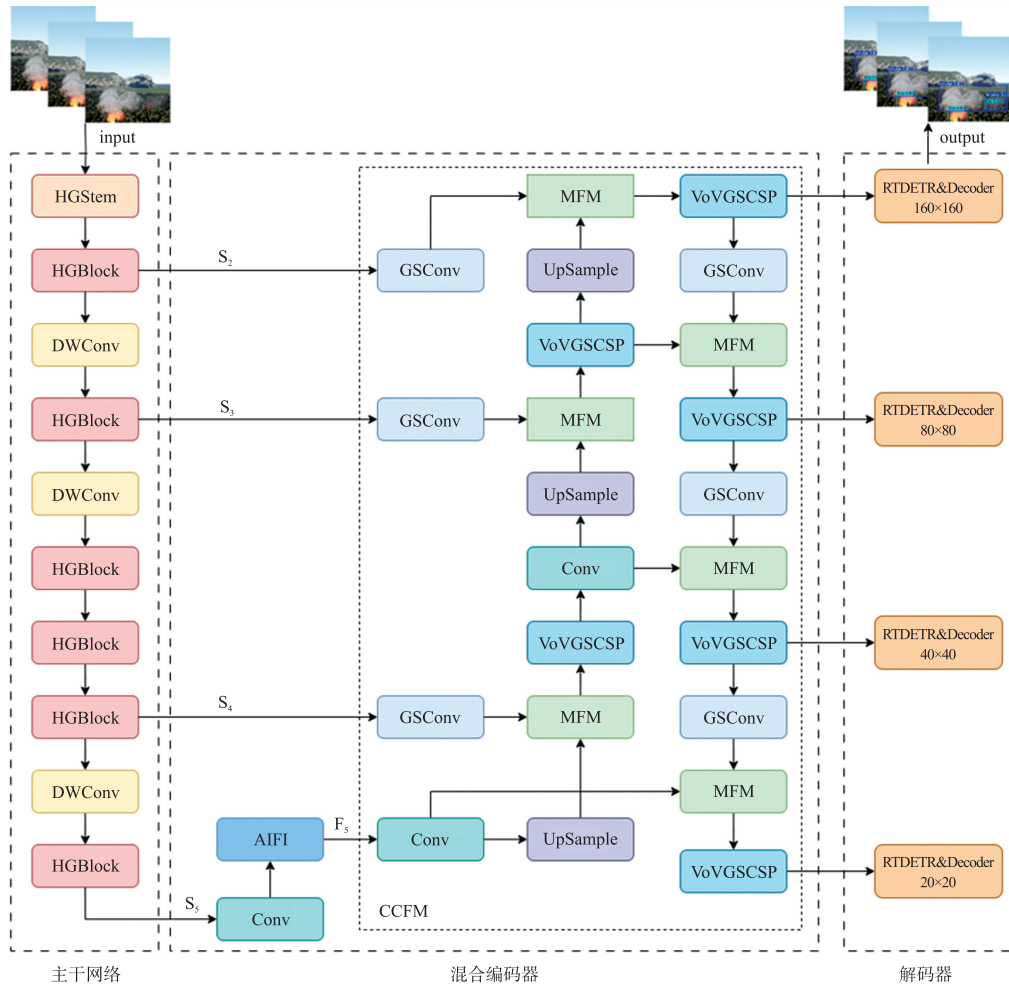 input
output
HGStem
HGBlock
DWConv
HGBlock
DWConv
HGBlock
HGBlock
HGBlock
DWConv
HGBlock
主干网络
S₂
S₃
S₄
S₅
Conv
AIFI
F₅
GSConv
GSConv
GSConv
Conv
CCFM
MFM
UpSample
VoVGSCSP
MFM
UpSample
Conv
VoVGSCSP
MFM
UpSample
VoVGSCSP
GSConv
MFM
VoVGSCSP
GSConv
MFM
VoVGSCSP
GSConv
MFM
VoVGSCSP
混合编码器
RTDETR&Decoder
160×160
RTDETR&Decoder
80×80
RTDETR&Decoder
40×40
RTDETR&Decoder
20×20
解码器